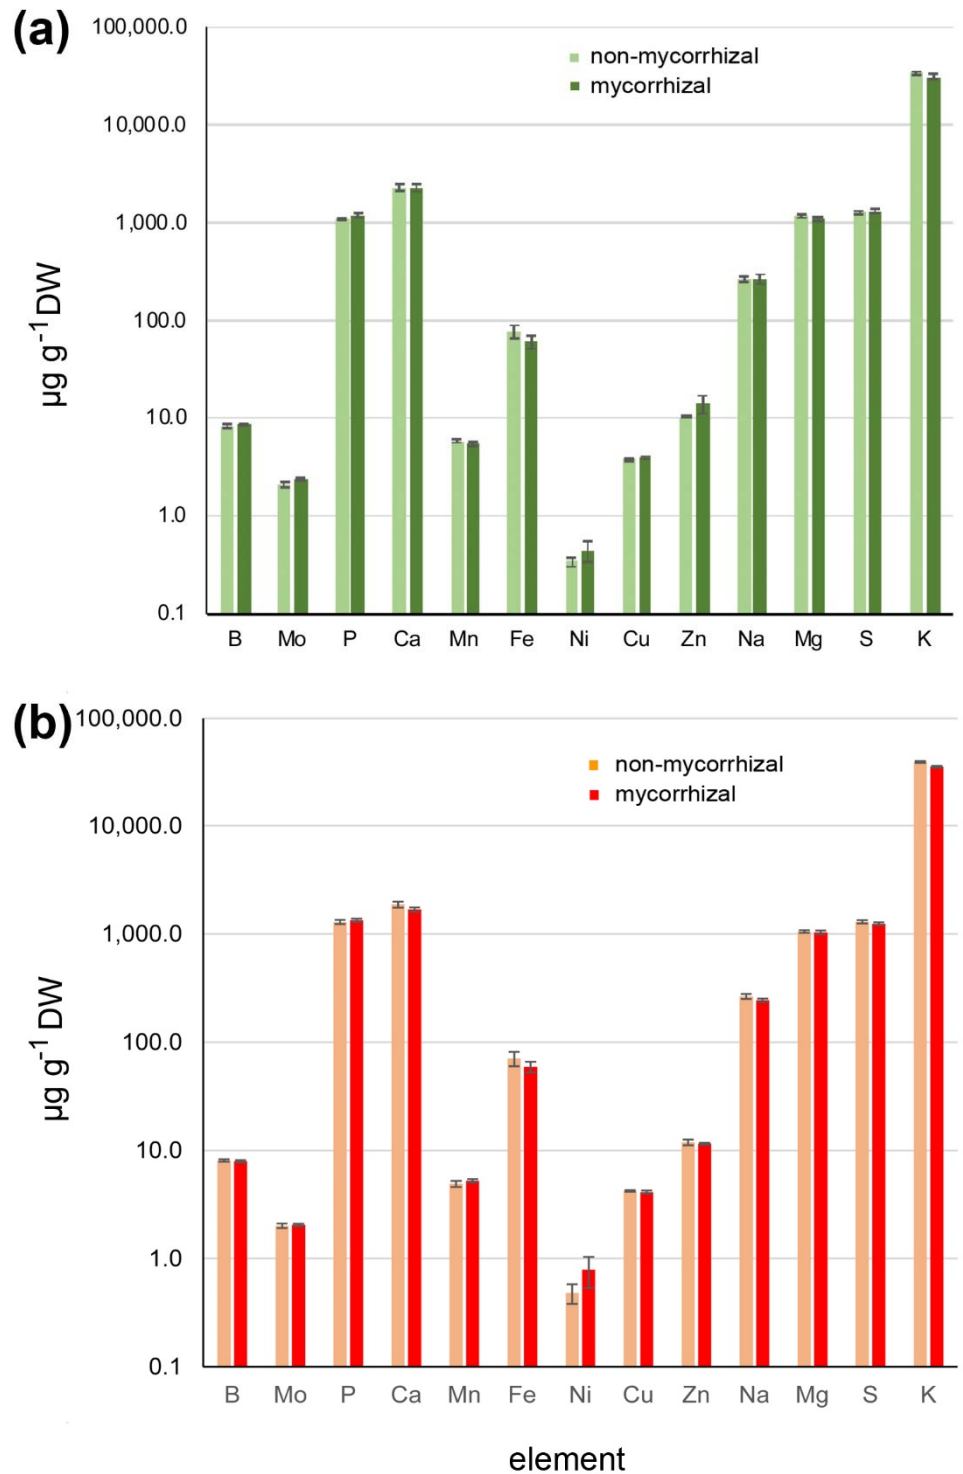 (a)
100,000.0
10,000.0
1,000.0
100.0
10.0
1.0
0.1
µg g⁻¹DW
non-mycorrhizal
mycorrhizal
B Mo P Ca Mn Fe Ni Cu Zn Na Mg S K
(b)
100,000.0
10,000.0
1,000.0
100.0
10.0
1.0
0.1
µg g⁻¹ DW
non-mycorrhizal
mycorrhizal
B Mo P Ca Mn Fe Ni Cu Zn Na Mg S K
element